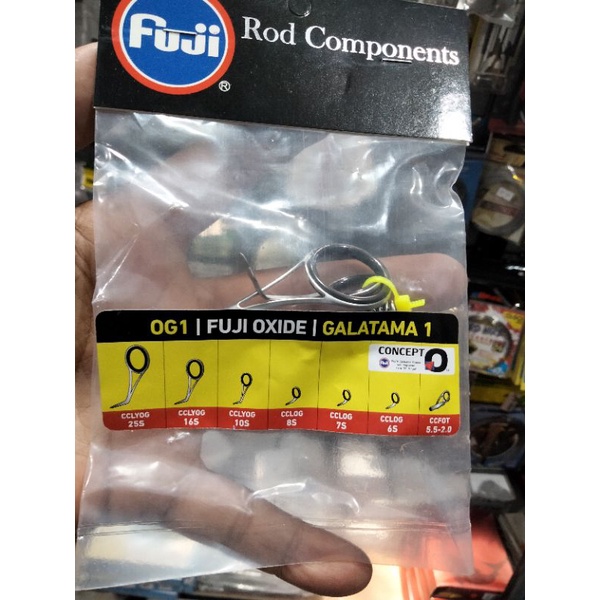 Fuji
Rod Components
®
OG1 | FUJI OXIDE | GALATAMA 1
CONCEPT O
Fuji
CCLYOG
25S
CCLYOG
16S
CCLYOG
10S
CCLOG
8S
CCLOG
7S
CCLOG
6S
CCFOT
5.5-2.0